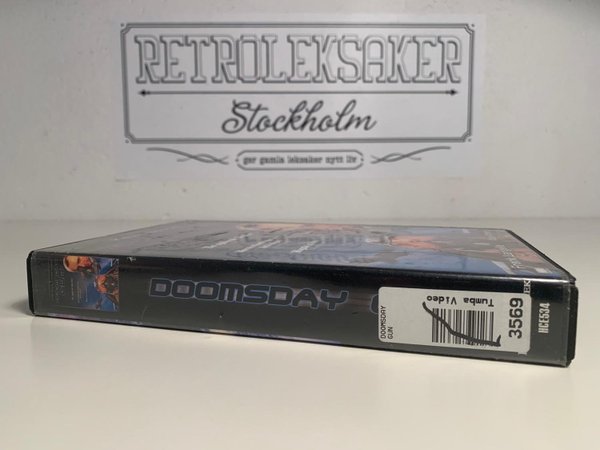 RETROLEKSAKER
Stockholm
ger gamla leksaker nytt liv
DOOMSDAY
DOOMSDAY
GUN
Tumba Video
3569
HCE534